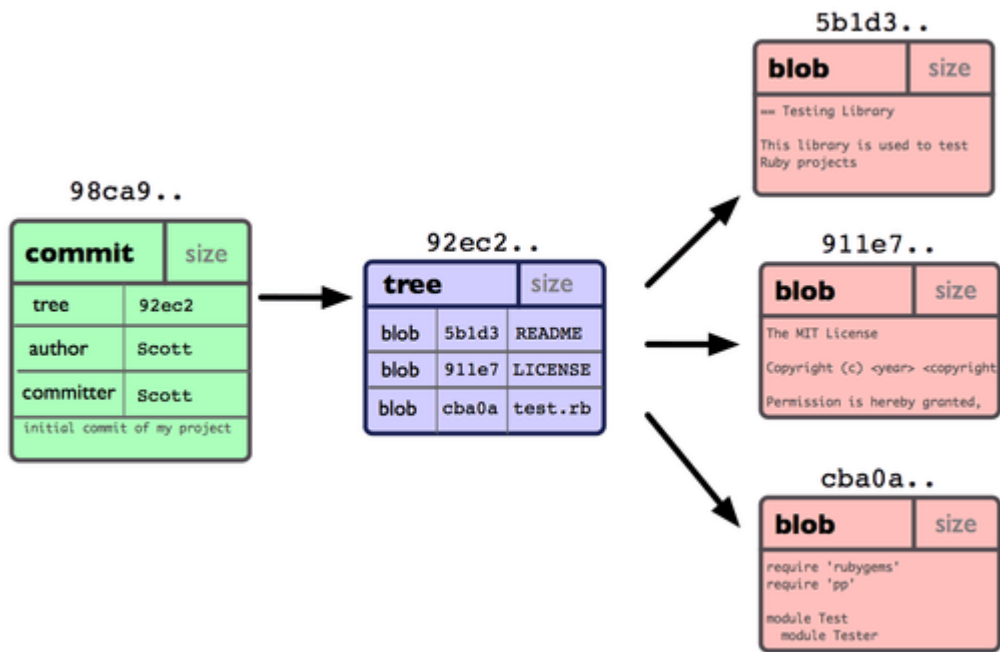 98ca9..
commit size
tree 92ec2
author Scott
committer Scott
initial commit of my project
92ec2..
tree size
blob 5b1d3 README
blob 911e7 LICENSE
blob cba0a test.rb
5b1d3..
blob size
== Testing Library
This library is used to test
Ruby projects
911e7..
blob size
The MIT License
Copyright (c) <year> <copyright
Permission is hereby granted,
cba0a..
blob size
require 'rubygems'
require 'pp'
module Test
module Tester